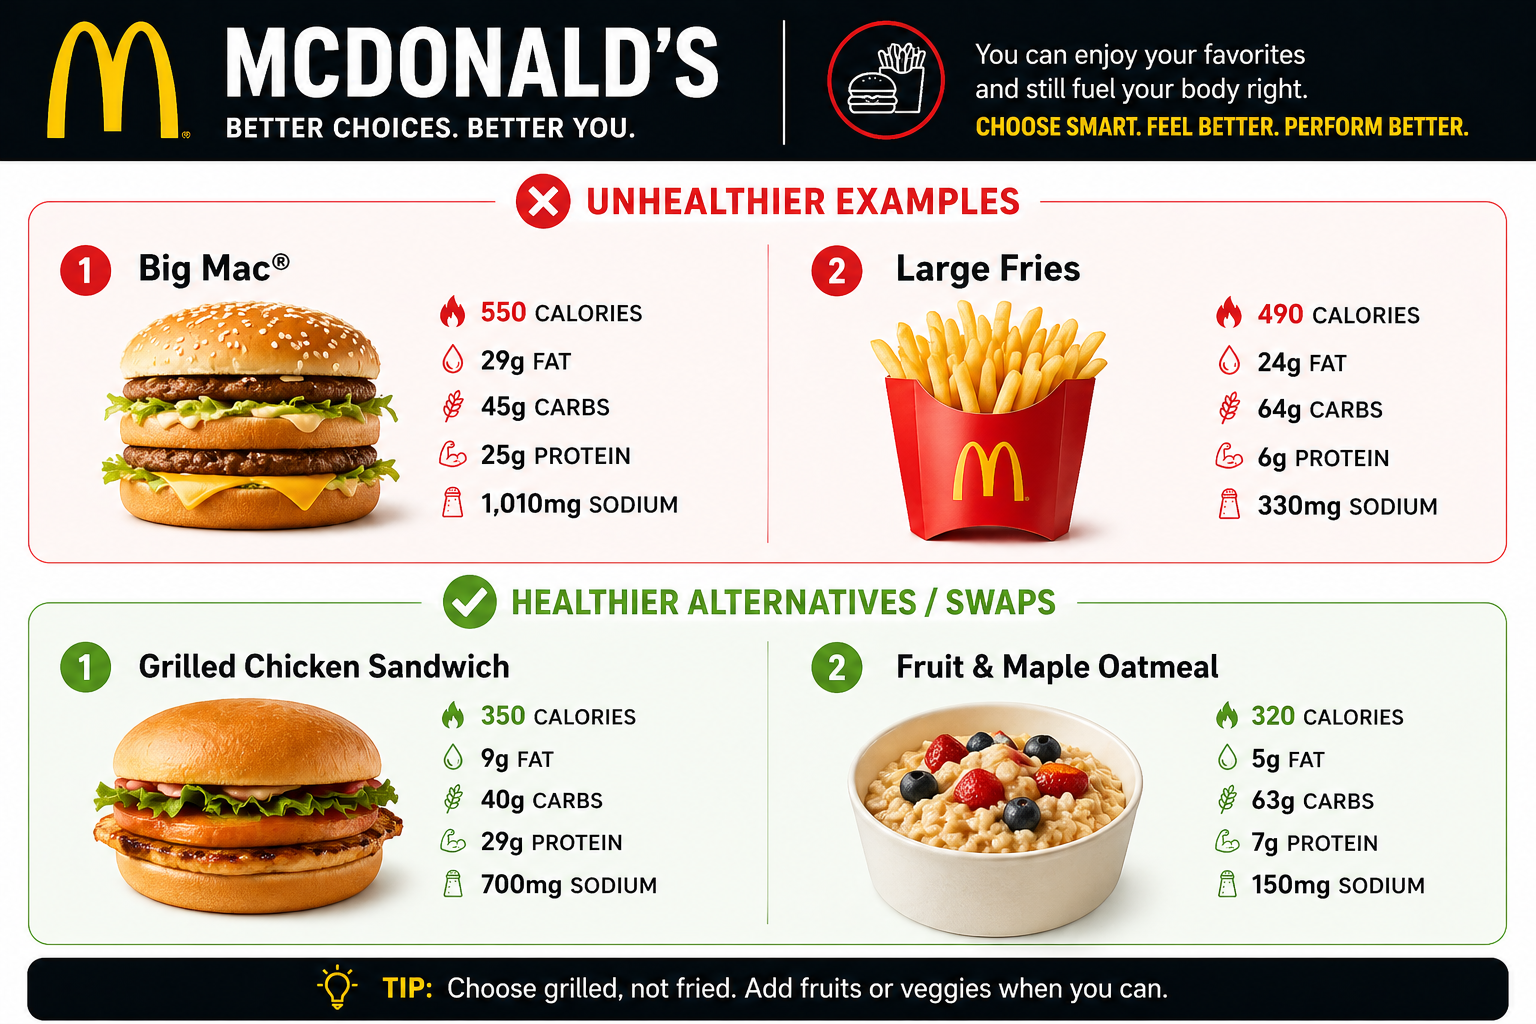 MCDONALD'S
BETTER CHOICES. BETTER YOU.
You can enjoy your favorites
and still fuel your body right.
CHOOSE SMART. FEEL BETTER. PERFORM BETTER.
UNHEALTHIER EXAMPLES
1 Big Mac®
550 CALORIES
29g FAT
45g CARBS
25g PROTEIN
1,010mg SODIUM
2 Large Fries
490 CALORIES
24g FAT
64g CARBS
6g PROTEIN
330mg SODIUM
HEALTHIER ALTERNATIVES / SWAPS
1 Grilled Chicken Sandwich
350 CALORIES
9g FAT
40g CARBS
29g PROTEIN
700mg SODIUM
2 Fruit & Maple Oatmeal
320 CALORIES
5g FAT
63g CARBS
7g PROTEIN
150mg SODIUM
TIP: Choose grilled, not fried. Add fruits or veggies when you can.